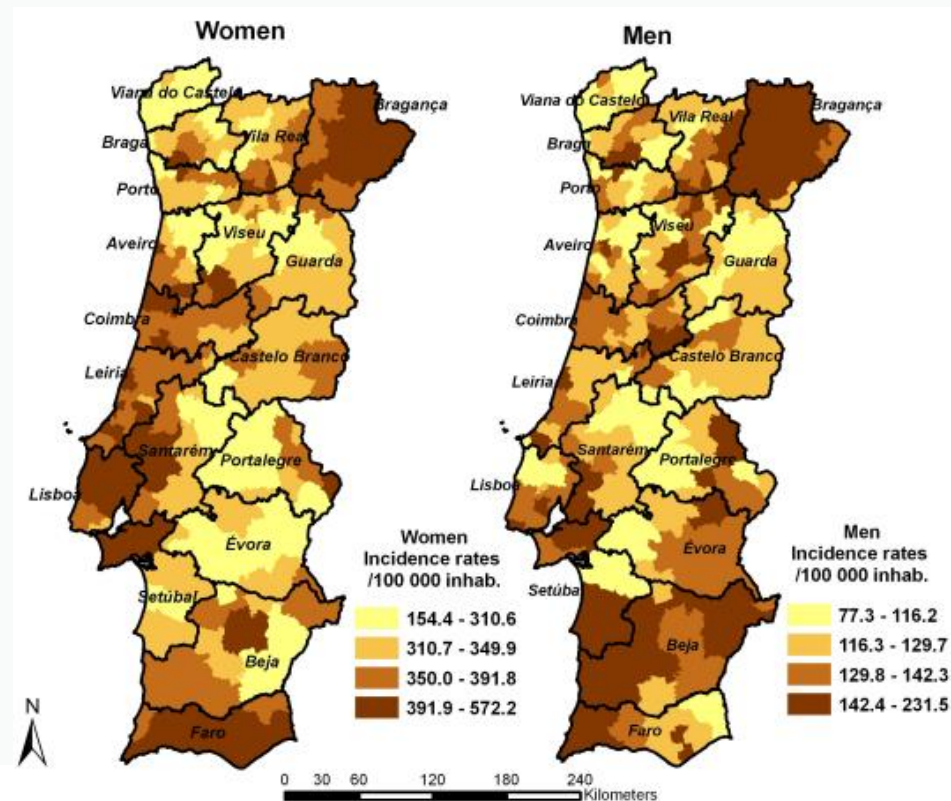 Women
Viana do Castelo
Bragança
Braga
Vila Real
Porto
Aveiro
Viseu
Guarda
Coimbra
Castelo Branco
Leiria
Santarém
Portalegre
Lisboa
Évora
Setúbal
Beja
Faro
Women
Incidence rates
/100 000 inhab.
154.4 - 310.6
310.7 - 349.9
350.0 - 391.8
391.9 - 572.2
Men
Viana do Castelo
Bragança
Vila Real
Braga
Porto
Viseu
Aveiro
Guarda
Coimbra
Castelo Branco
Leiria
Santarém
Portalegre
Lisboa
Évora
Setúbal
Beja
Faro
Men
Incidence rates
/100 000 inhab.
77.3 - 116.2
116.3 - 129.7
129.8 - 142.3
142.4 - 231.5
N
0 30 60 120 180 240
Kilometers